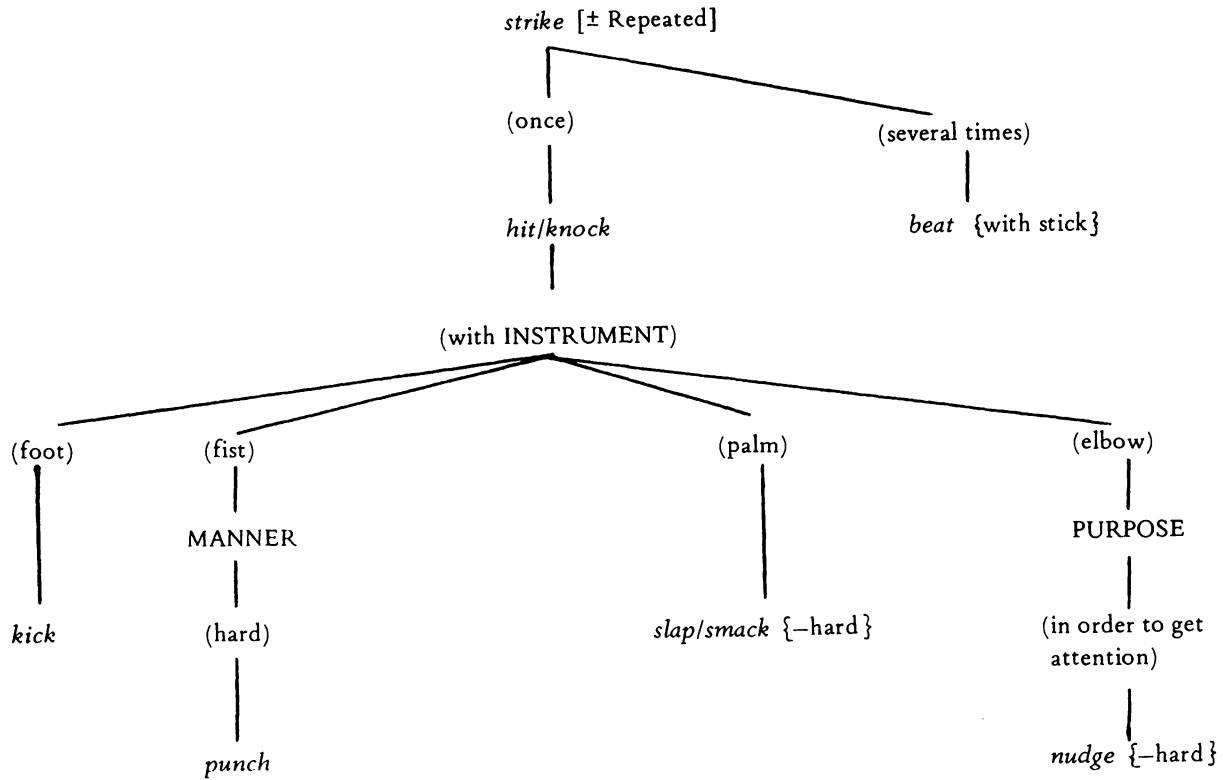 strike [± Repeated]
(once)
(several times)
hit/knock
beat {with stick}
(with INSTRUMENT)
(foot)
(fist)
(palm)
(elbow)
MANNER
PURPOSE
kick
(hard)
slap/smack {–hard}
(in order to get
attention)
punch
nudge {–hard}